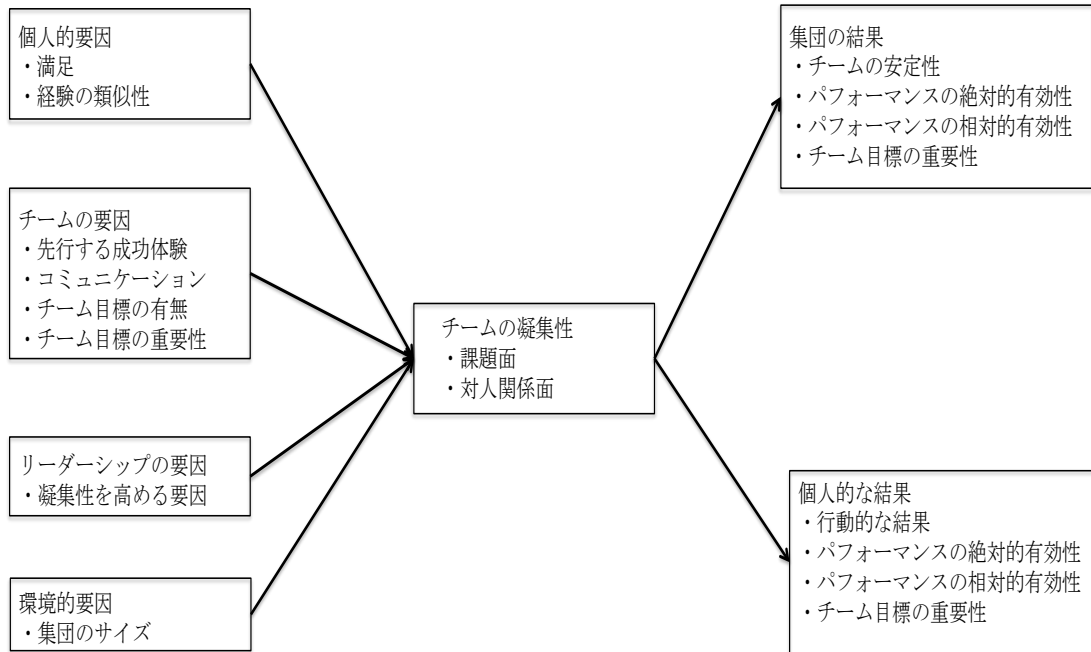 個人的要因
・満足
・経験の類似性
チームの要因
・先行する成功体験
・コミュニケーション
・チーム目標の有無
・チーム目標の重要性
リーダーシップの要因
・凝集性を高める要因
環境的要因
・集団のサイズ
チームの凝集性
・課題面
・対人関係面
集団の結果
・チームの安定性
・パフォーマンスの絶対的有効性
・パフォーマンスの相対的有効性
・チーム目標の重要性
個人的な結果
・行動的な結果
・パフォーマンスの絶対的有効性
・パフォーマンスの相対的有効性
・チーム目標の重要性